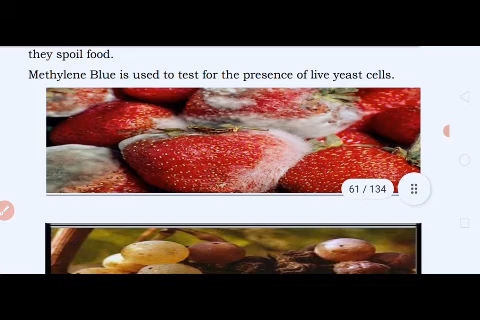 they spoil food.
Methylene Blue is used to test for the presence of live yeast cells.
61 / 134